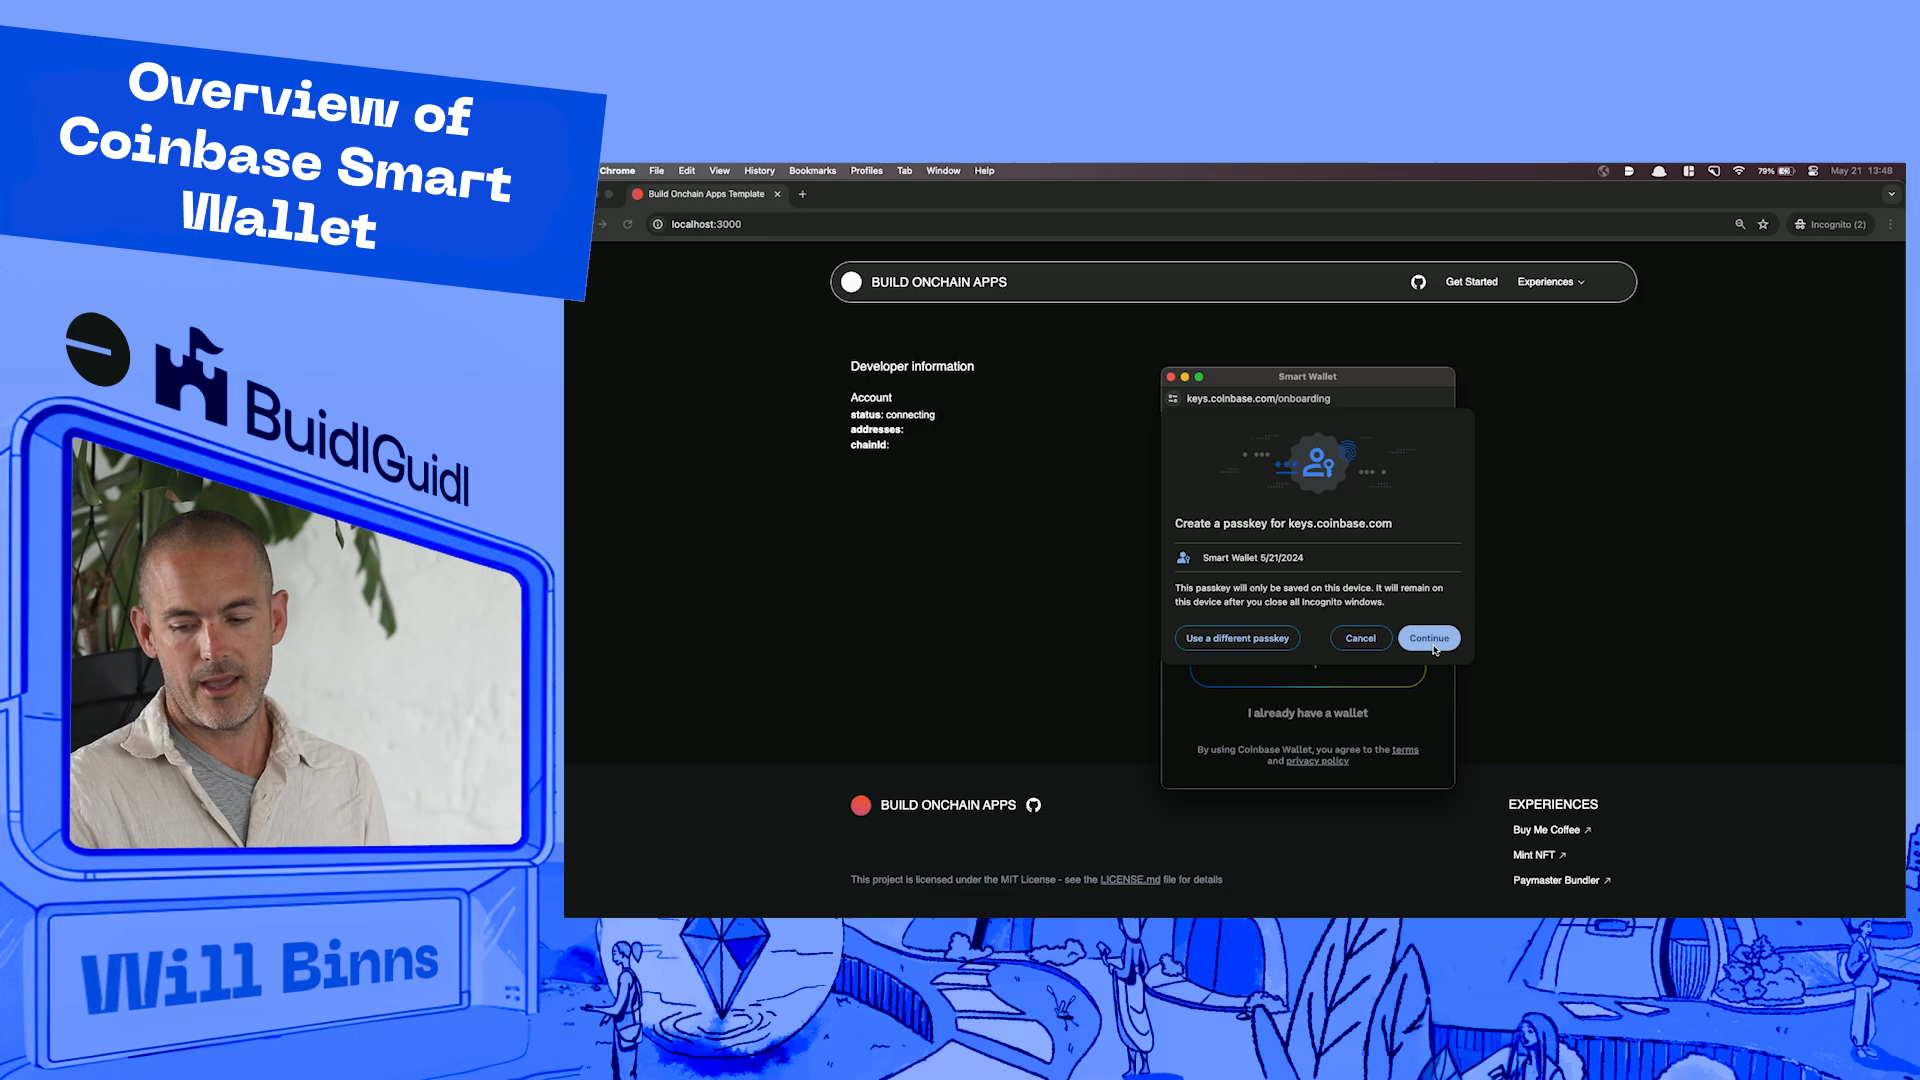 Overview of
Coinbase Smart
Wallet
BuidlGuidl
Will Binns
Chrome File Edit View History Bookmarks Profiles Tab Window Help
79% May 21 13:48
Build Onchain Apps Template
localhost:3000
Incognito (2)
BUILD ONCHAIN APPS
Get Started Experiences
Developer information
Account
status: connecting
addresses:
chainId:
Smart Wallet
keys.coinbase.com/onboarding
Create a passkey for keys.coinbase.com
Smart Wallet 5/21/2024
This passkey will only be saved on this device. It will remain on
this device after you close all Incognito windows.
Use a different passkey Cancel Continue
I already have a wallet
By using Coinbase Wallet, you agree to the terms
and privacy policy
BUILD ONCHAIN APPS
This project is licensed under the MIT License - see the LICENSE.md file for details
EXPERIENCES
Buy Me Coffee ↗
Mint NFT ↗
Paymaster Bundler ↗